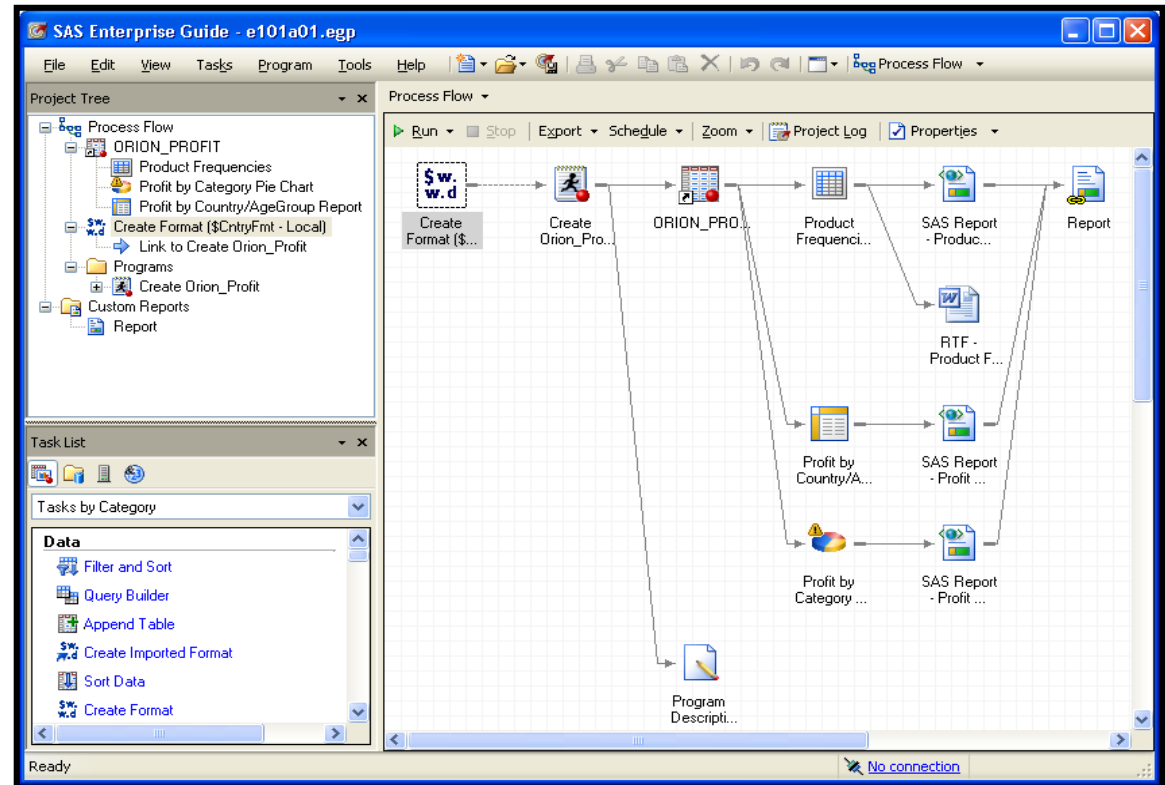 SAS Enterprise Guide - e101a01.egp
File Edit View Tasks Program Tools Help Process Flow
Project Tree
Process Flow
ORION_PROFIT
Product Frequencies
Profit by Category Pie Chart
Profit by Country/AgeGroup Report
Create Format ($CntryFmt - Local)
Link to Create Orion_Profit
Programs
Create Orion_Profit
Custom Reports
Report
Task List
Tasks by Category
Data
Filter and Sort
Query Builder
Append Table
Create Imported Format
Sort Data
Create Format
Process Flow
Run Stop Export Schedule Zoom Project Log Properties
$w.
w.d
Create
Format ($...
Create
Orion_Pro...
ORION_PRO...
Product
Frequenci...
SAS Report
- Produc...
Report
RTF -
Product F...
Profit by
Country/A...
SAS Report
- Profit ...
Profit by
Category ...
SAS Report
- Profit ...
Program
Descripti...
Ready
No connection